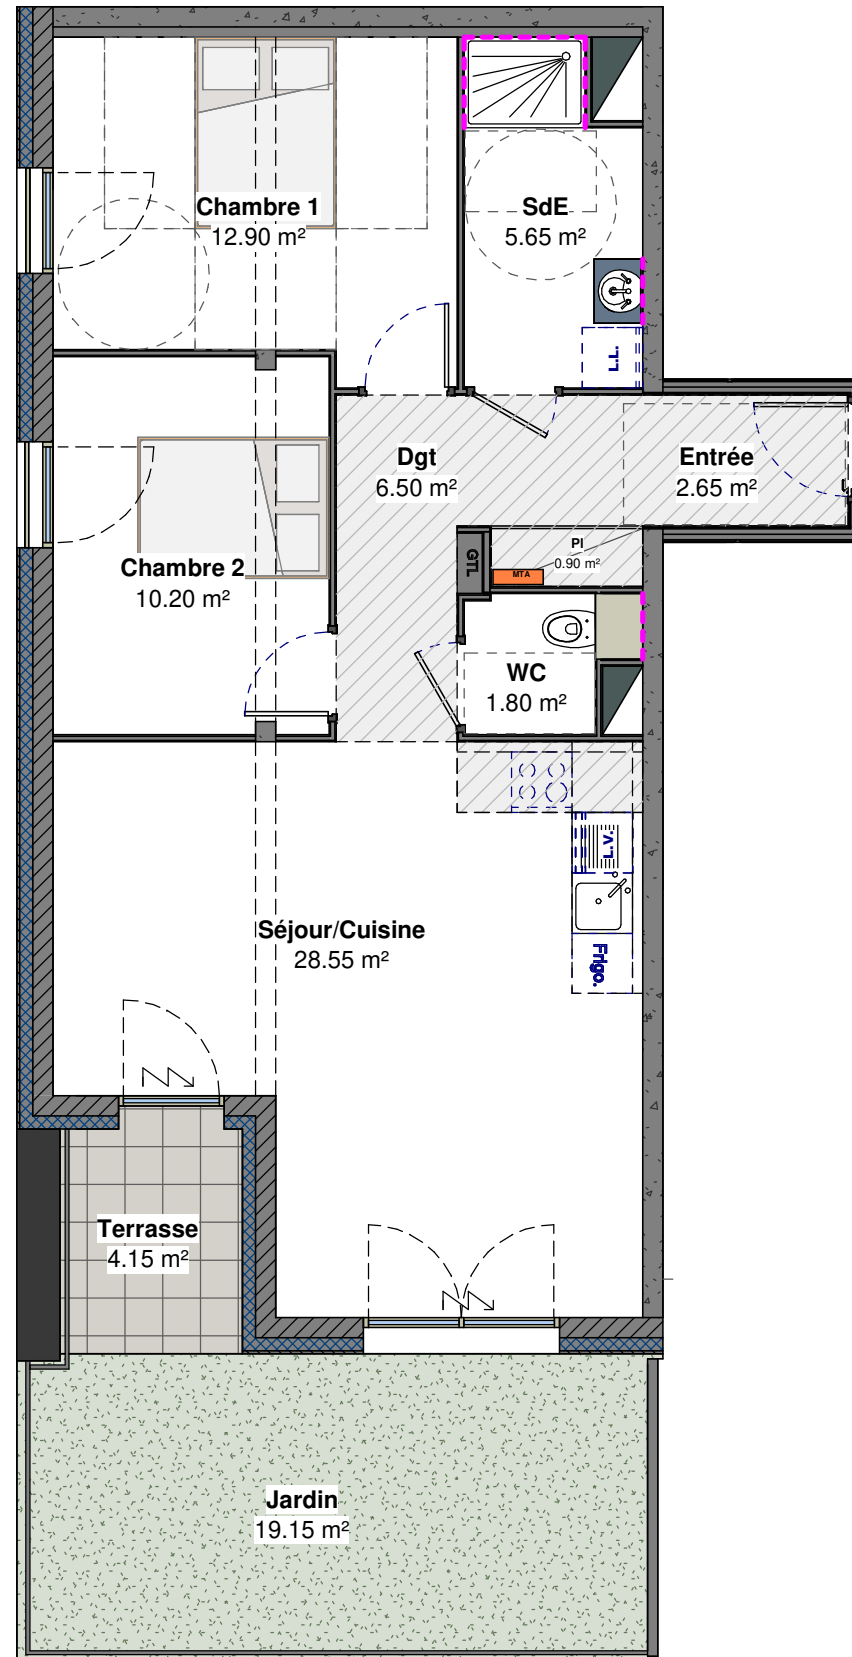 Chambre 1
12.90 m²
SdE
5.65 m²
L.L.
Dgt
6.50 m²
Entrée
2.65 m²
Pl
0.90 m²
GTL
MTA
Chambre 2
10.20 m²
WC
1.80 m²
L.V.
Séjour/Cuisine
28.55 m²
Frigo.
Terrasse
4.15 m²
Jardin
19.15 m²